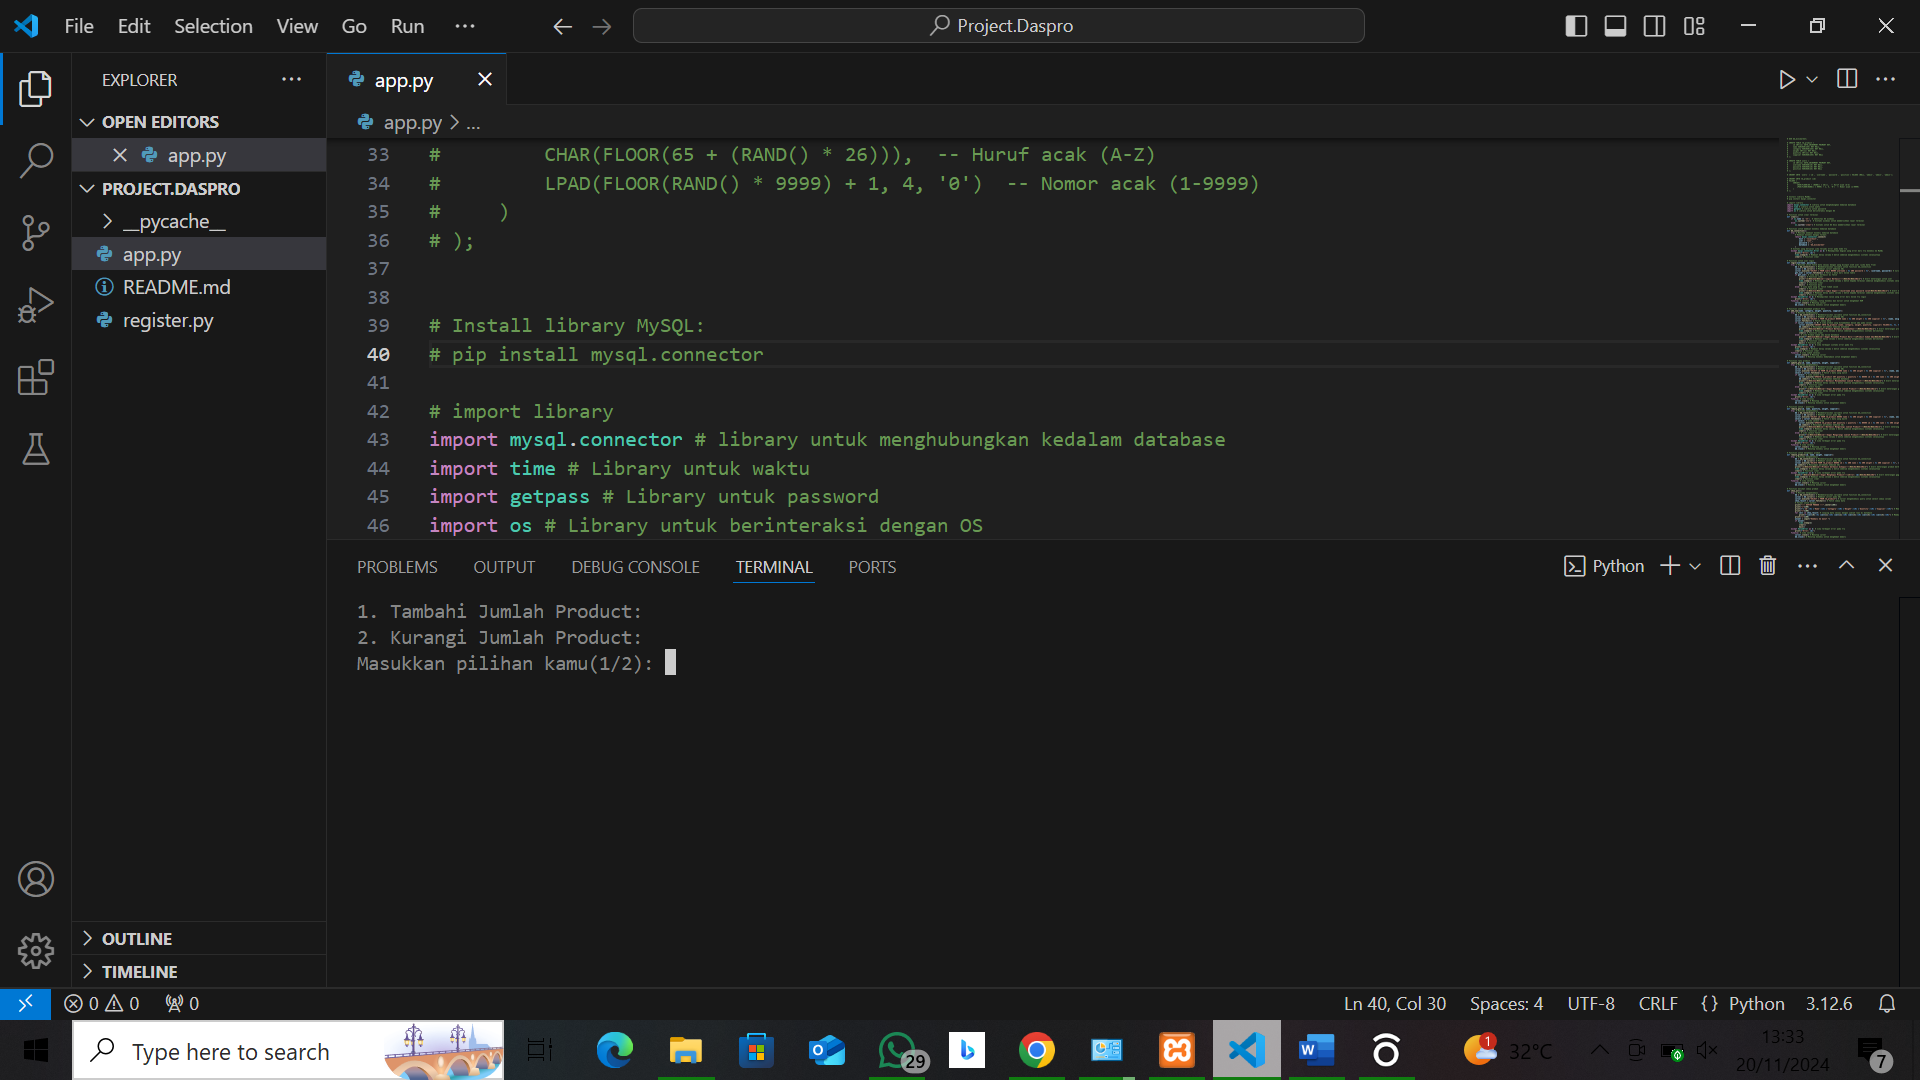 File Edit Selection View Go Run ...
Project.Daspro
EXPLORER
OPEN EDITORS
app.py
PROJECT.DASPRO
__pycache__
app.py
README.md
register.py
OUTLINE
TIMELINE
app.py
app.py > ...
33 # CHAR(FLOOR(65 + (RAND() * 26))), -- Huruf acak (A-Z)
34 # LPAD(FLOOR(RAND() * 9999) + 1, 4, '0') -- Nomor acak (1-9999)
35 # )
36 # );
37
38
39 # Install library MySQL:
40 # pip install mysql.connector
41
42 # import library
43 import mysql.connector # library untuk menghubungkan kedalam database
44 import time # Library untuk waktu
45 import getpass # Library untuk password
46 import os # Library untuk berinteraksi dengan OS
PROBLEMS OUTPUT DEBUG CONSOLE TERMINAL PORTS
Python
1. Tambahi Jumlah Product:
2. Kurangi Jumlah Product:
Masukkan pilihan kamu(1/2):
0 0 0
Ln 40, Col 30 Spaces: 4 UTF-8 CRLF {} Python 3.12.6
Type here to search
29
1
32°C
13:33
20/11/2024
7